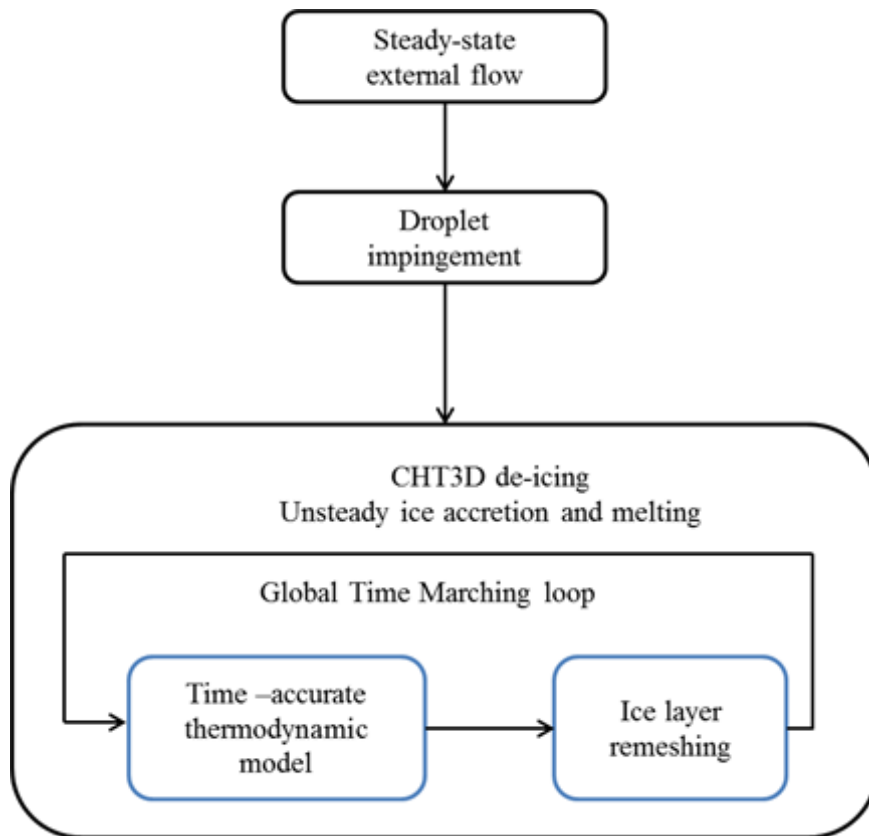 Steady-state
external flow
Droplet
impingement
CHT3D de-icing
Unsteady ice accretion and melting
Global Time Marching loop
Time –accurate
thermodynamic
model
Ice layer
remeshing